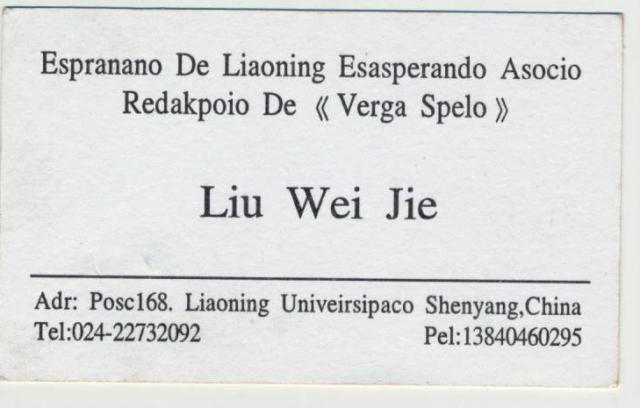 Espranano De Liaoning Esasperando Asocio
Redakpoio De 《Verga Spelo》
Liu Wei Jie
Adr: Posc168. Liaoning Univeirsipaco Shenyang,China
Tel:024-22732092 Pel:13840460295